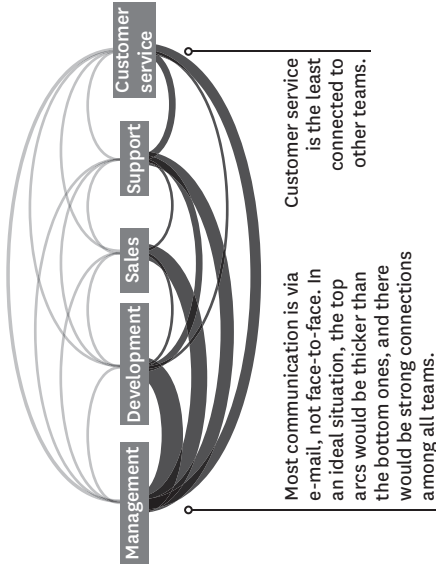 Management
Development
Sales
Support
Customer
service
Most communication is via
e-mail, not face-to-face. In
an ideal situation, the top
arcs would be thicker than
the bottom ones, and there
would be strong connections
among all teams.
Customer service
is the least
connected to
other teams.